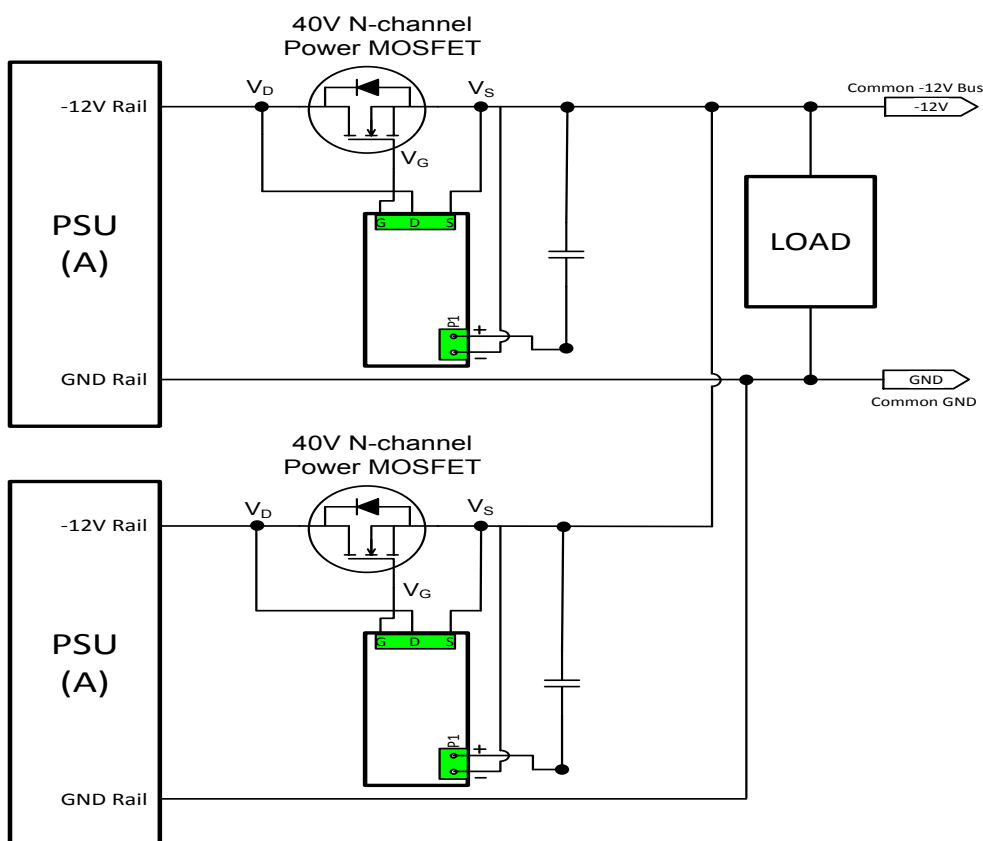 40V N-channel
Power MOSFET
-12V Rail
VD
VS
Common -12V Bus
-12V
VG
PSU
(A)
G D S
LOAD
P1
+
−
GND Rail
GND
Common GND
40V N-channel
Power MOSFET
-12V Rail
VD
VS
VG
PSU
(A)
G D S
P1
+
−
GND Rail